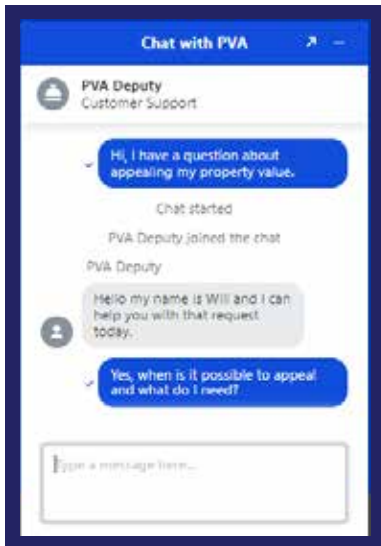 Chat with PVA
PVA Deputy
Customer Support
Hi, I have a question about
appealing my property value.
Chat started
PVA Deputy joined the chat
PVA Deputy
Hello my name is Will and I can
help you with that request
today.
Yes, when is it possible to appeal
and what do I need?
Type a message here...